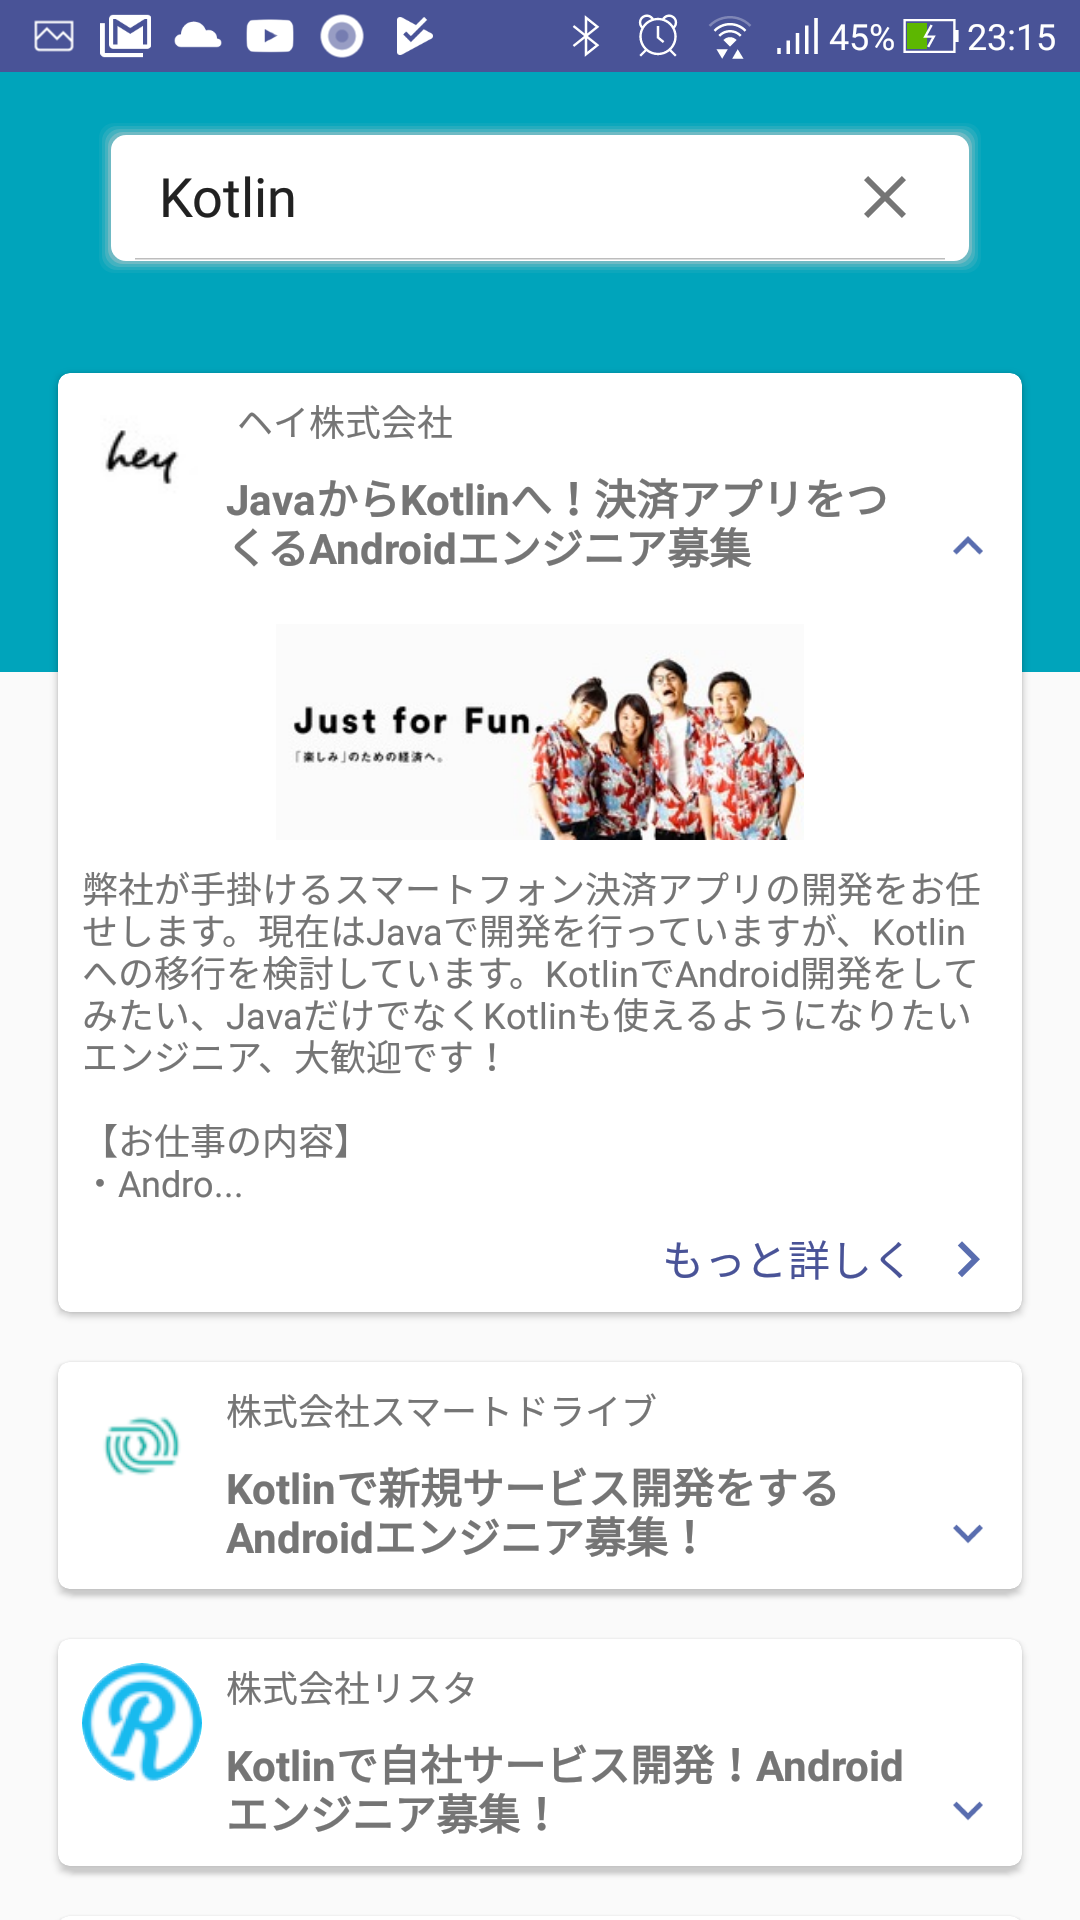 45% 23:15
Kotlin
ヘイ株式会社
hey
JavaからKotlinへ！決済アプリをつ
くるAndroidエンジニア募集
Just for Fun.
「楽しみ」のための経済へ。
弊社が手掛けるスマートフォン決済アプリの開発をお任
せします。現在はJavaで開発を行っていますが、Kotlin
への移行を検討しています。KotlinでAndroid開発をして
みたい、JavaだけでなくKotlinも使えるようになりたい
エンジニア、大歓迎です！
【お仕事の内容】
・Andro...
もっと詳しく
株式会社スマートドライブ
Kotlinで新規サービス開発をする
Androidエンジニア募集！
株式会社リスタ
R
Kotlinで自社サービス開発！Android
エンジニア募集！